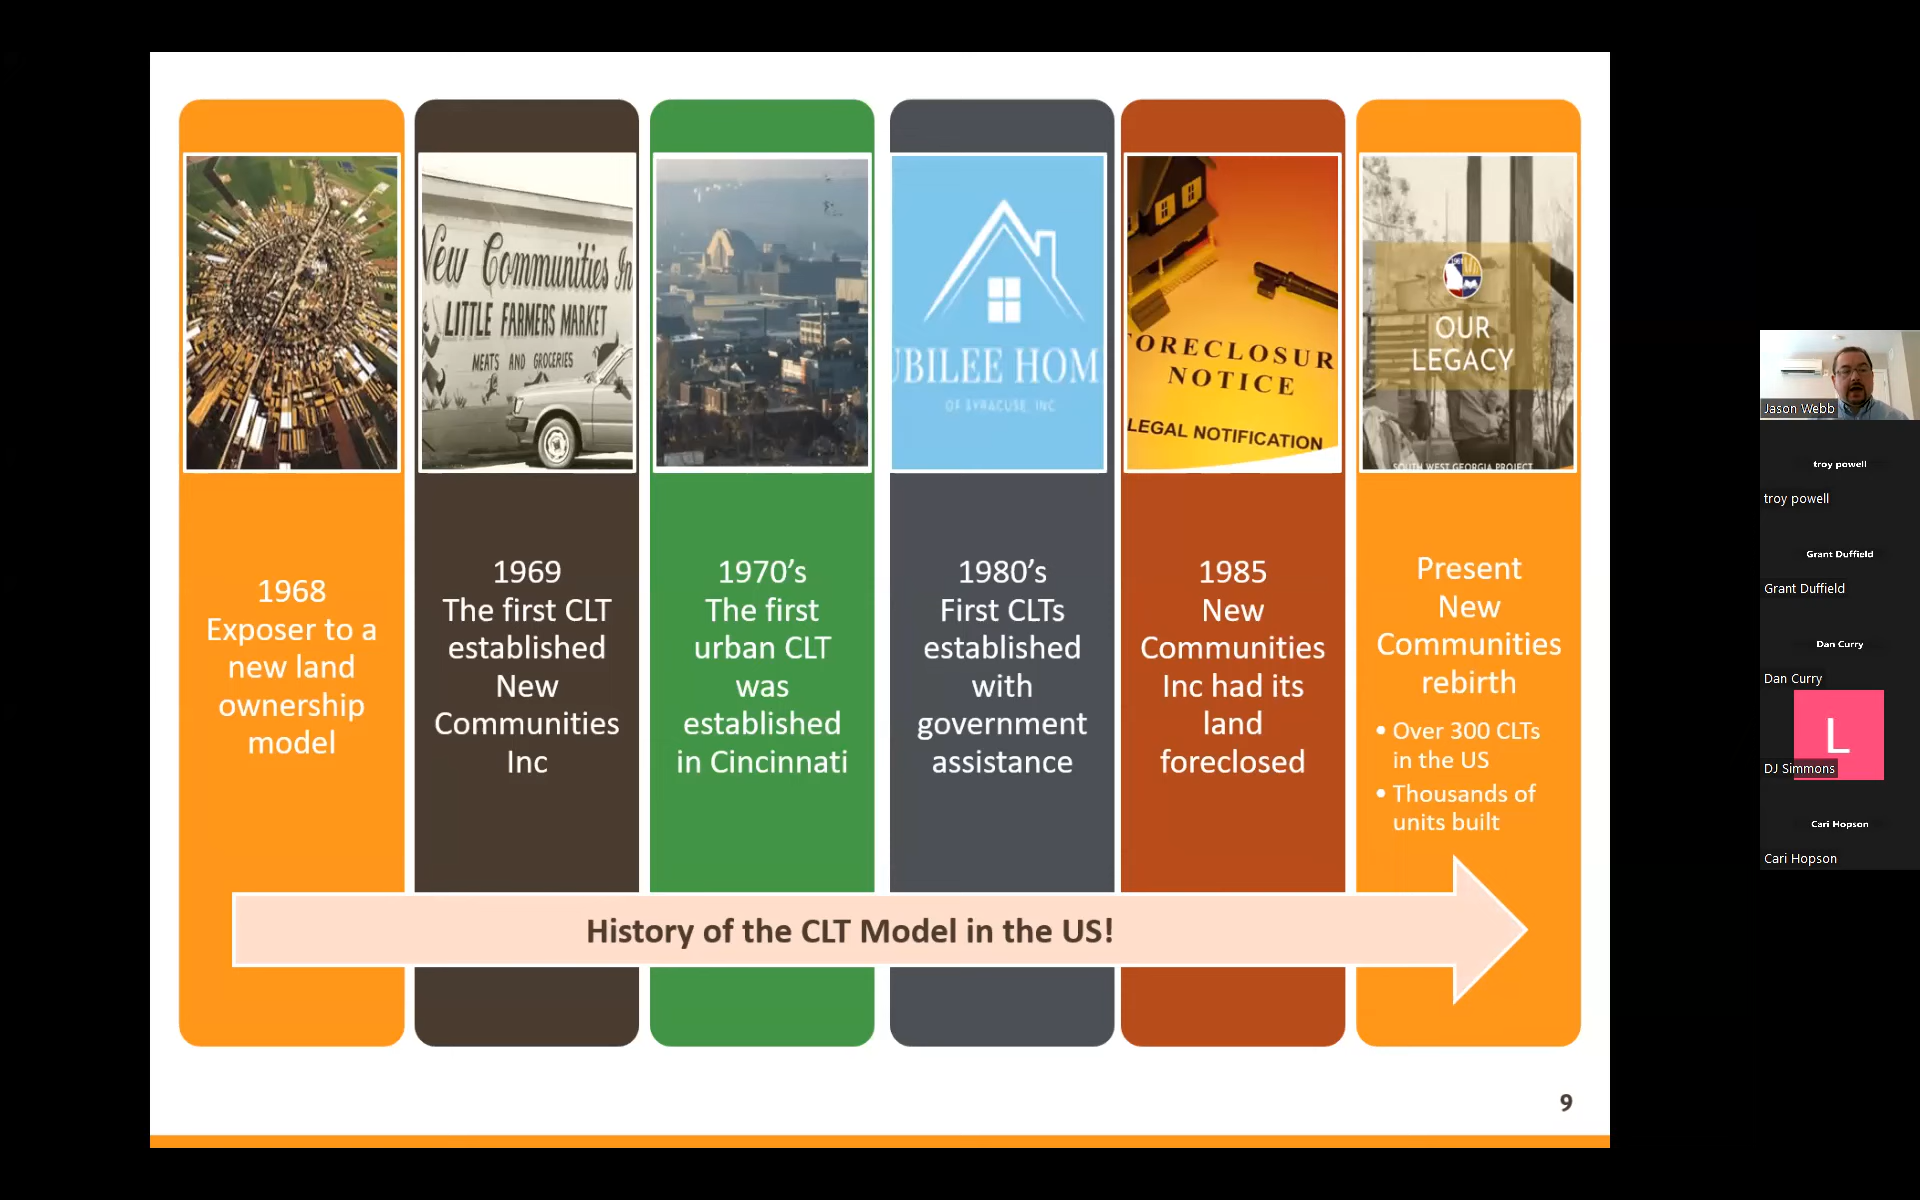 New Communities In
LITTLE FARMERS MARKET
MEATS AND GROCERIES
UBILEE HOM
OF SYRACUSE, INC
FORECLOSUR
NOTICE
LEGAL NOTIFICATION
OUR
LEGACY
SOUTH WEST GEORGIA PROJECT
1968
Exposer to a
new land
ownership
model
1969
The first CLT
established
New
Communities
Inc
1970’s
The first
urban CLT
was
established
in Cincinnati
1980’s
First CLTs
established
with
government
assistance
1985
New
Communities
Inc had its
land
foreclosed
Present
New
Communities
rebirth
• Over 300 CLTs
in the US
• Thousands of
units built
History of the CLT Model in the US!
9
Jason Webb
troy powell
troy powell
Grant Duffield
Grant Duffield
Dan Curry
Dan Curry
L
DJ Simmons
Cari Hopson
Cari Hopson